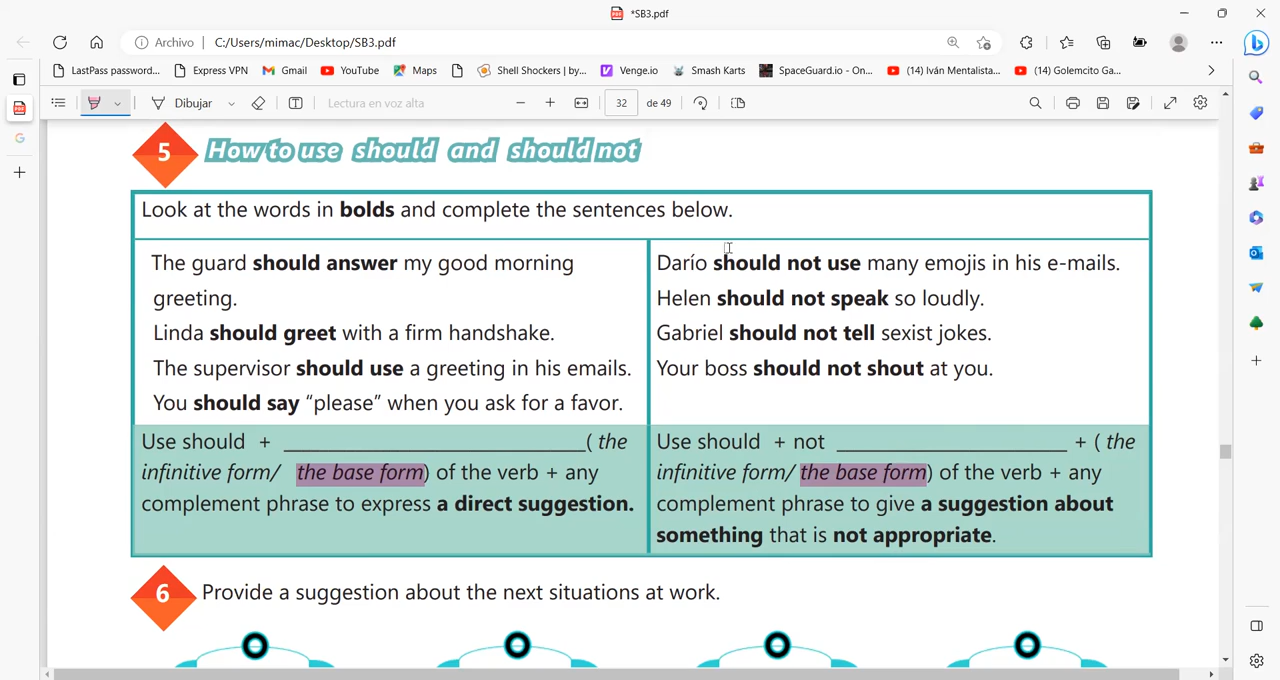 *SB3.pdf
Archivo C:/Users/mimac/Desktop/SB3.pdf
LastPass password... Express VPN Gmail YouTube Maps Shell Shockers | by... Venge.io Smash Karts SpaceGuard.io - On... (14) Iván Mentalista... (14) Golemcito Ga...
Dibujar Lectura en voz alta 32 de 49
5 How to use should and should not
Look at the words in bolds and complete the sentences below.
The guard should answer my good morning
greeting.
Linda should greet with a firm handshake.
The supervisor should use a greeting in his emails.
You should say “please” when you ask for a favor.
Darío should not use many emojis in his e-mails.
Helen should not speak so loudly.
Gabriel should not tell sexist jokes.
Your boss should not shout at you.
Use should + ____________________________( the
infinitive form/ the base form) of the verb + any
complement phrase to express a direct suggestion.
Use should + not _____________________ + ( the
infinitive form/ the base form) of the verb + any
complement phrase to give a suggestion about
something that is not appropriate.
6 Provide a suggestion about the next situations at work.